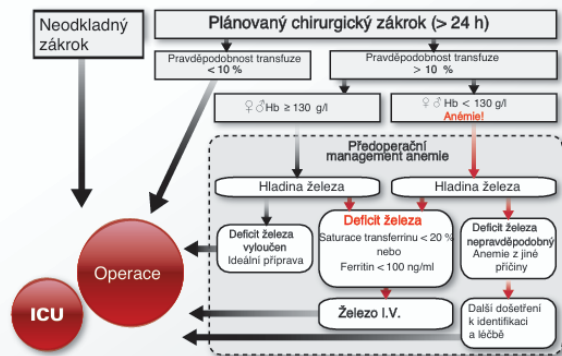 Neodkladný
zákrok
Plánovaný chirurgický zákrok (> 24 h)
Pravděpodobnost transfuze
< 10 %
Pravděpodobnost transfuze
> 10 %
♀♂Hb ≥ 130 g/l
♀♂ Hb < 130 g/l
Anémie!
Předoperační
management anemie
Hladina železa
Hladina železa
Deficit železa
vyloučen
Ideální příprava
Deficit železa
Saturace transferrinu < 20 %
nebo
Ferritin < 100 ng/ml
Deficit železa
nepravděpodobný
Anemie z jiné
příčiny
Operace
ICU
Železo I.V.
Další došetření
k identifikaci
a léčbě